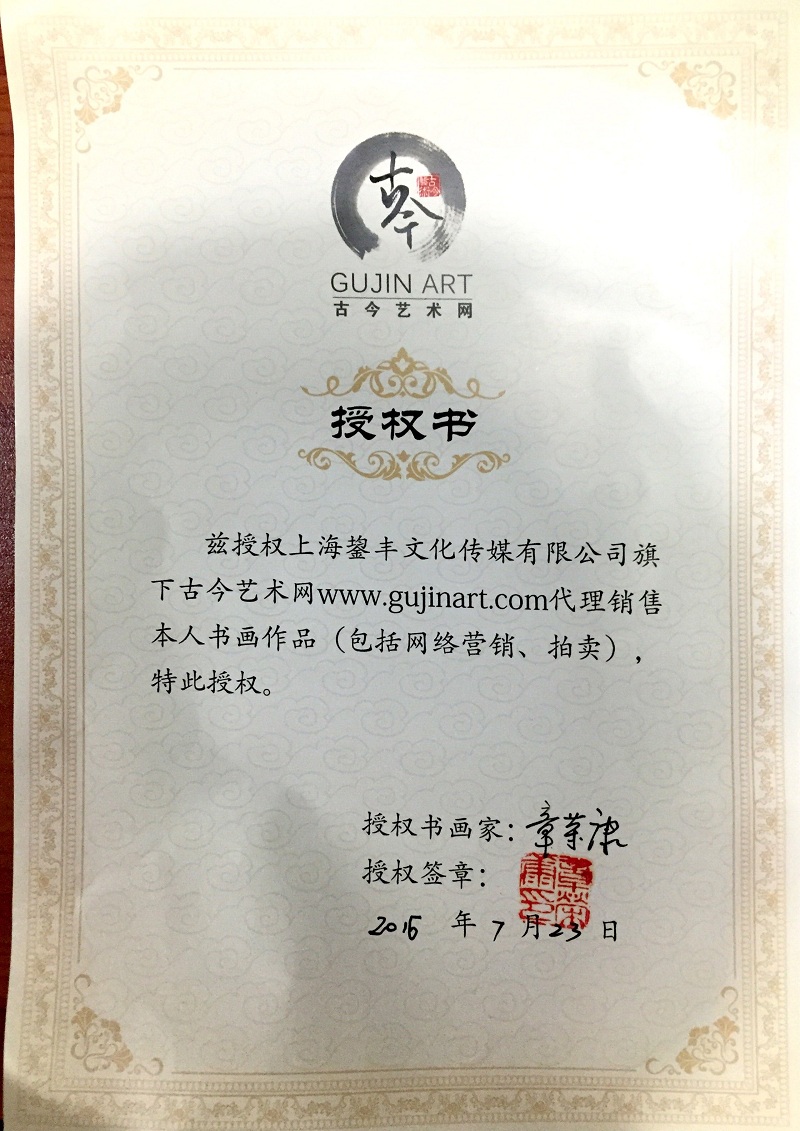 古今
GUJIN ART
古今艺术网
授权书
兹授权上海鋆丰文化传媒有限公司旗
下古今艺术网www.gujinart.com代理销售
本人书画作品（包括网络营销、拍卖），
特此授权。
授权书画家：章荣康
授权签章：
2016 年 7 月 23 日